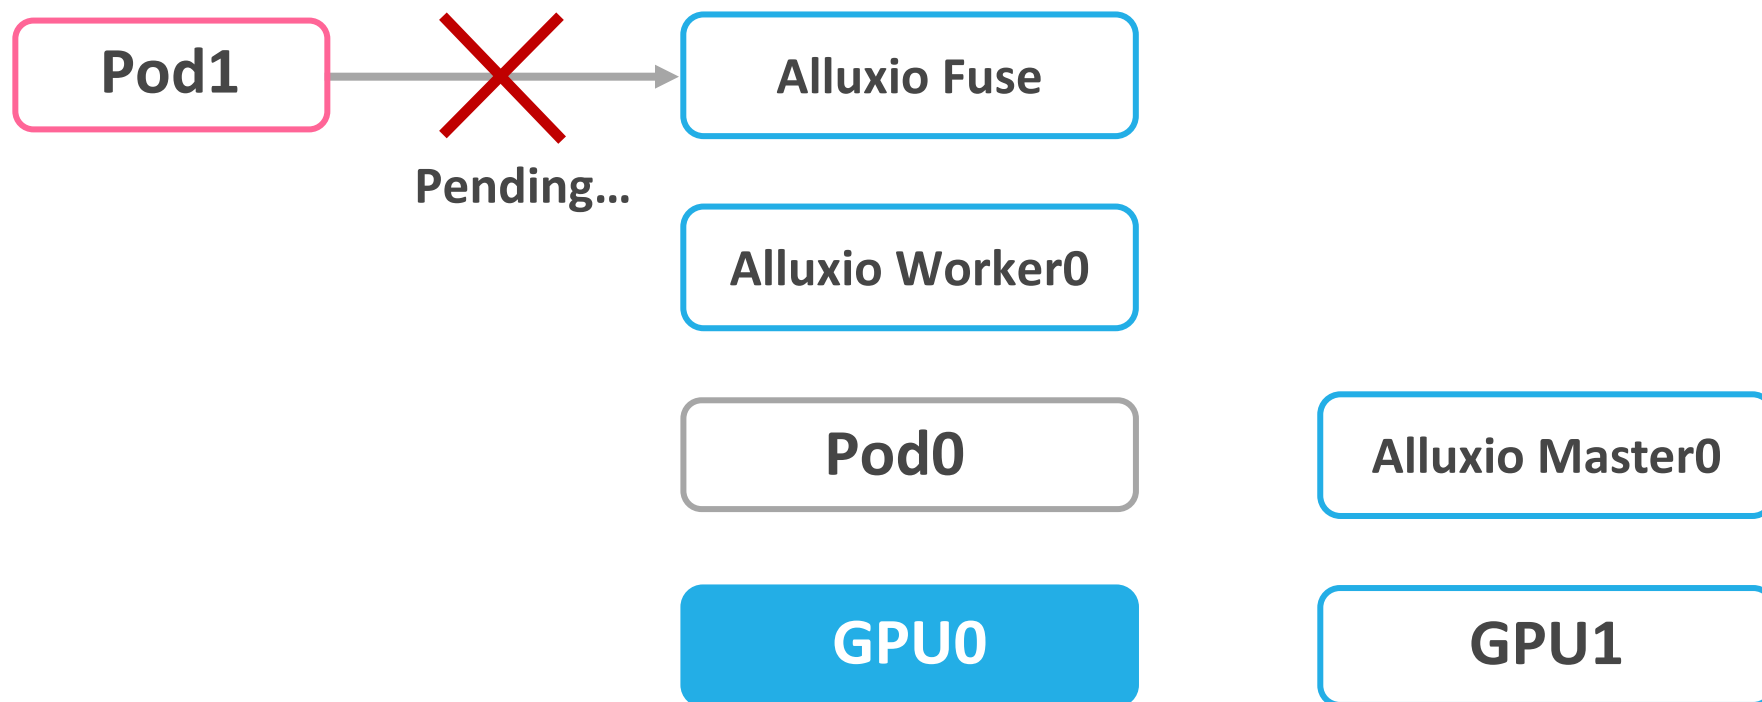 Pod1
Alluxio Fuse
Pending...
Alluxio Worker0
Pod0
Alluxio Master0
GPU0
GPU1